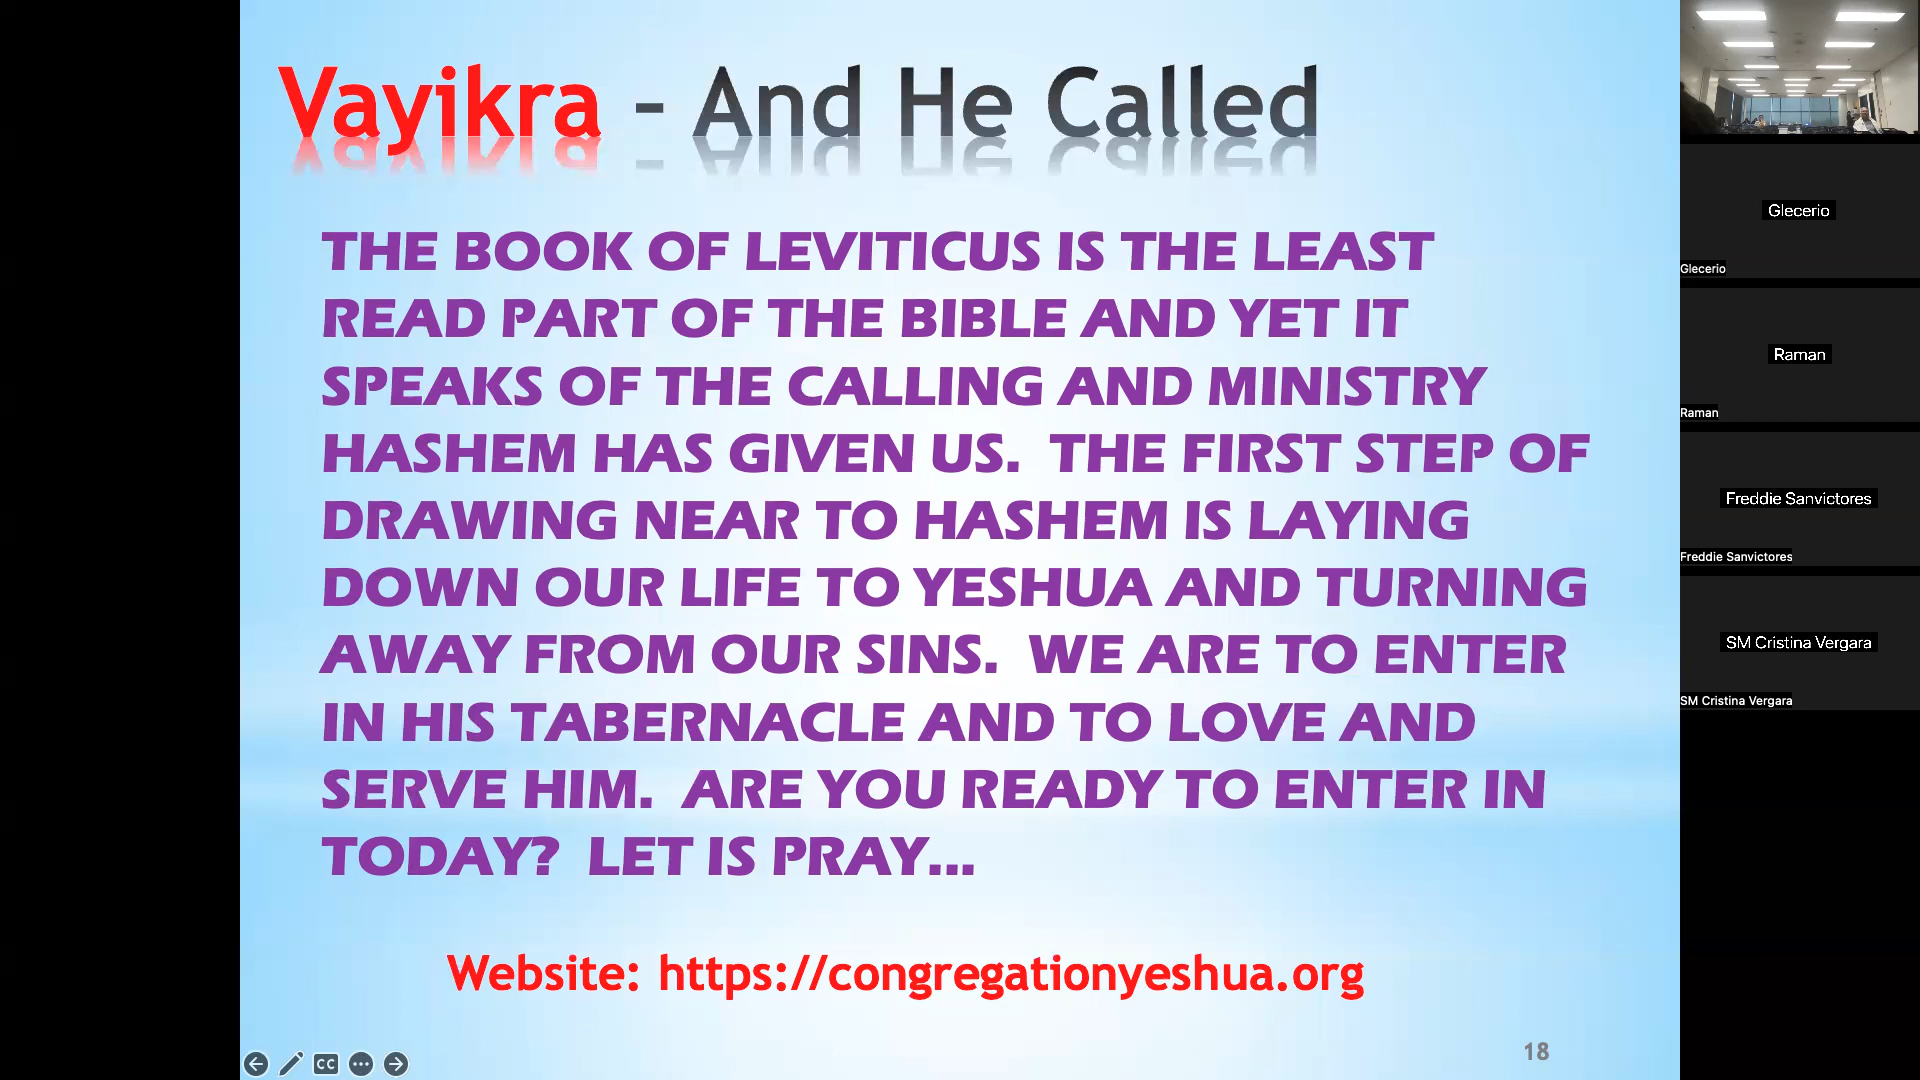 Vayikra – And He Called
THE BOOK OF LEVITICUS IS THE LEAST
READ PART OF THE BIBLE AND YET IT
SPEAKS OF THE CALLING AND MINISTRY
HASHEM HAS GIVEN US.  THE FIRST STEP OF
DRAWING NEAR TO HASHEM IS LAYING
DOWN OUR LIFE TO YESHUA AND TURNING
AWAY FROM OUR SINS.  WE ARE TO ENTER
IN HIS TABERNACLE AND TO LOVE AND
SERVE HIM.  ARE YOU READY TO ENTER IN
TODAY?  LET IS PRAY...
Website: https://congregationyeshua.org
18
CC
Glecerio
Glecerio
Raman
Raman
Freddie Sanvictores
Freddie Sanvictores
SM Cristina Vergara
SM Cristina Vergara